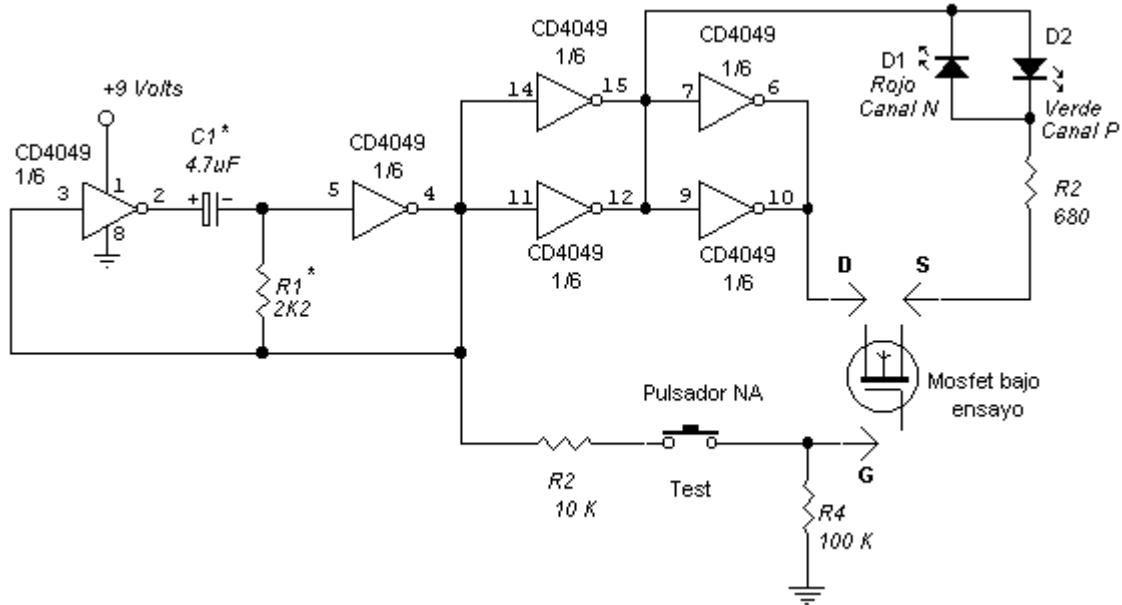 +9 Volts
CD4049
1/6
3
1
2
8
C1*
4.7uF
+
-
R1*
2K2
CD4049
1/6
5
4
CD4049
1/6
14
15
CD4049
1/6
7
6
11
12
CD4049
1/6
9
10
CD4049
1/6
D1
Rojo
Canal N
D2
Verde
Canal P
R2
680
D
S
Mosfet bajo
ensayo
Pulsador NA
Test
R2
10 K
G
R4
100 K